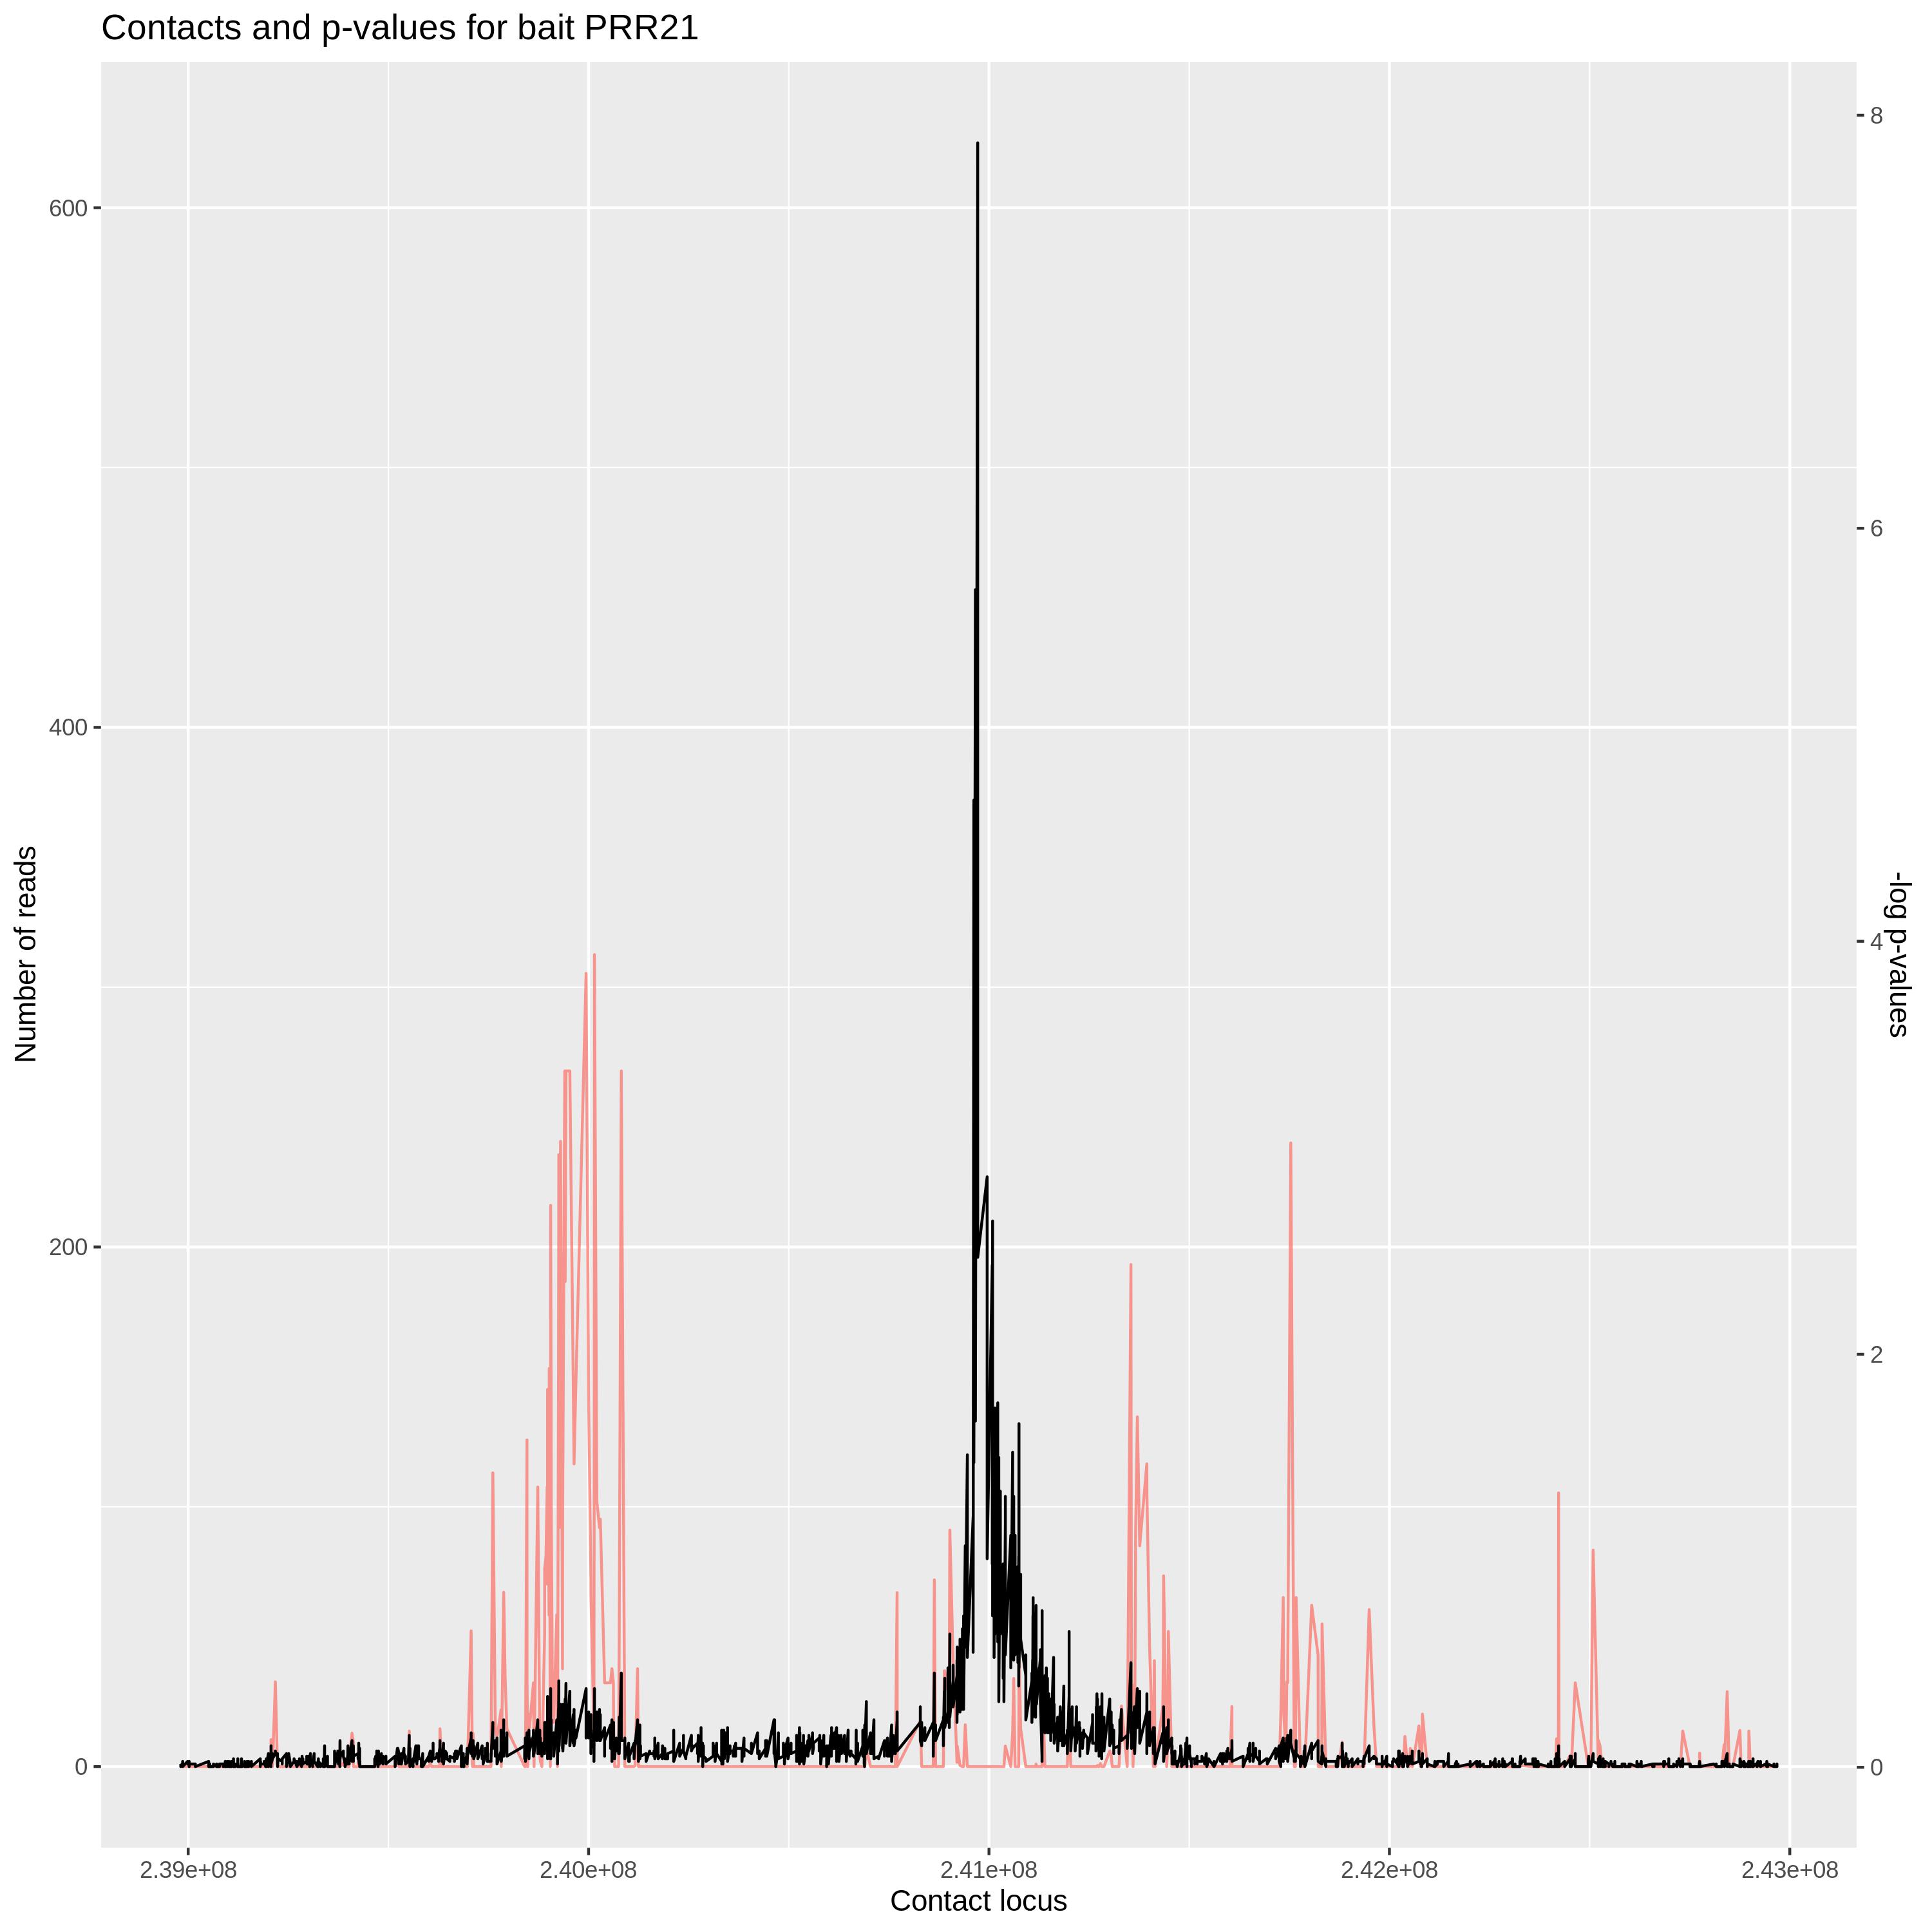 Contacts and p-values for bait PRR21
8
600
6
400
Number of reads
4
-log p-values
200
2
0
0
2.39e+08 2.40e+08 2.41e+08 2.42e+08 2.43e+08
Contact locus